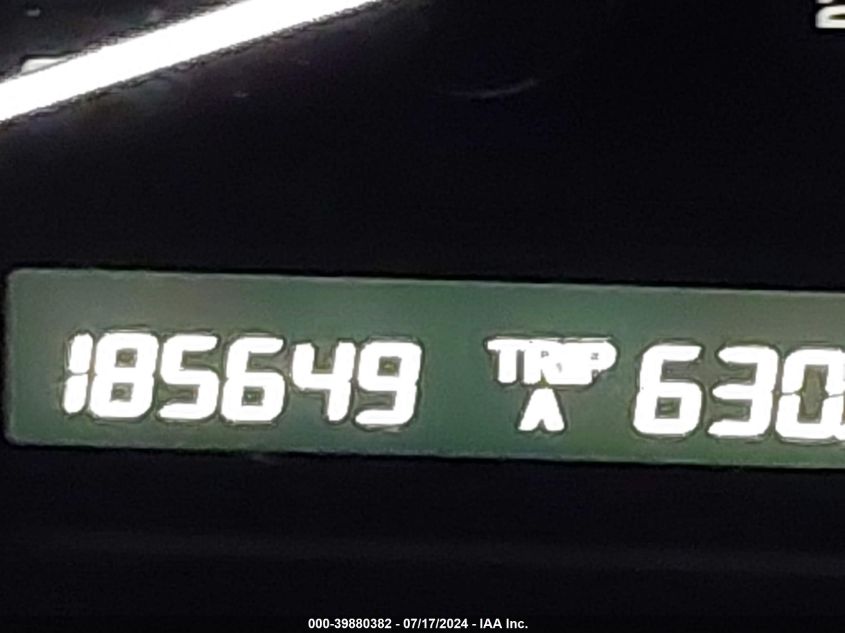 185649 TRIP A 630
000-39880382 - 07/17/2024 - IAA Inc.